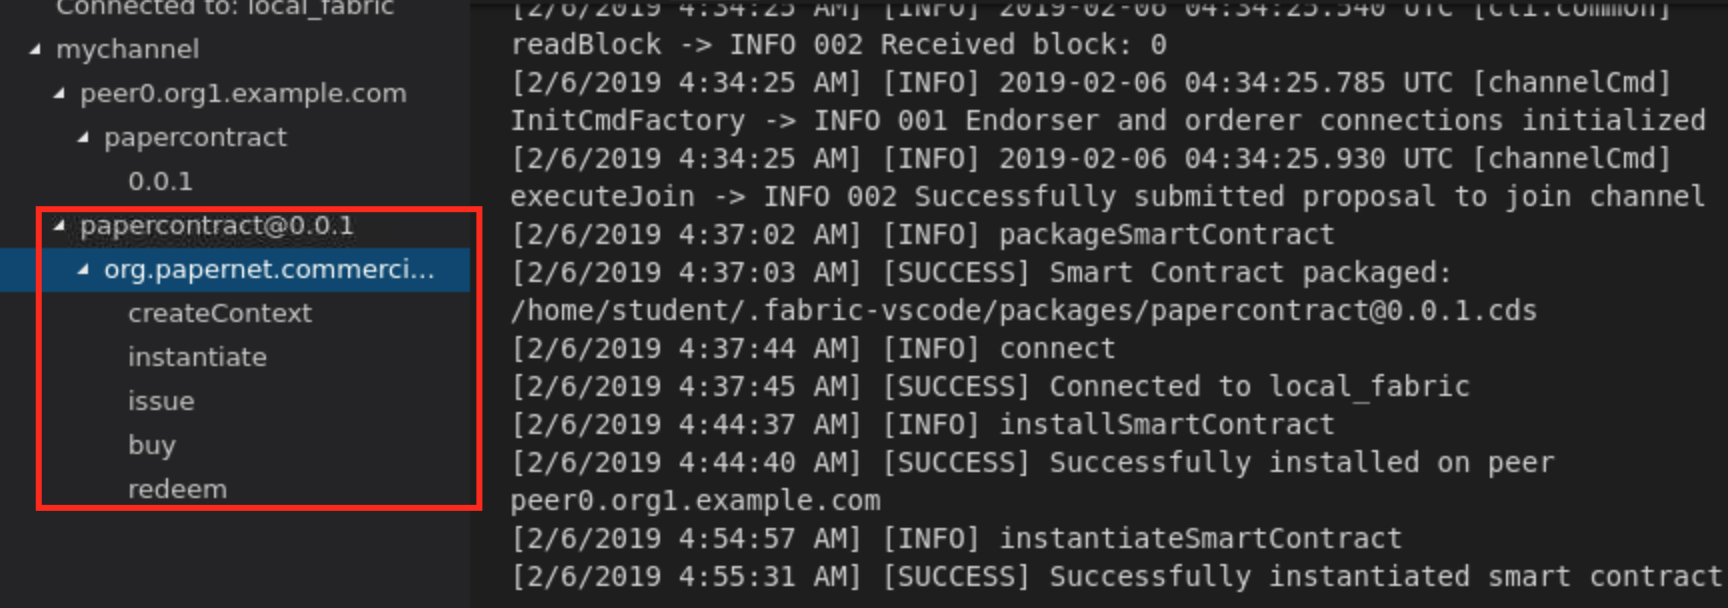 Connected to: local_fabric
mychannel
peer0.org1.example.com
papercontract
0.0.1
papercontract@0.0.1
org.papernet.commerci...
createContext
instantiate
issue
buy
redeem
[2/6/2019 4:34:25 AM] [INFO] 2019-02-06 04:34:25.540 UTC [cli.common]
readBlock -> INFO 002 Received block: 0
[2/6/2019 4:34:25 AM] [INFO] 2019-02-06 04:34:25.785 UTC [channelCmd]
InitCmdFactory -> INFO 001 Endorser and orderer connections initialized
[2/6/2019 4:34:25 AM] [INFO] 2019-02-06 04:34:25.930 UTC [channelCmd]
executeJoin -> INFO 002 Successfully submitted proposal to join channel
[2/6/2019 4:37:02 AM] [INFO] packageSmartContract
[2/6/2019 4:37:03 AM] [SUCCESS] Smart Contract packaged:
/home/student/.fabric-vscode/packages/papercontract@0.0.1.cds
[2/6/2019 4:37:44 AM] [INFO] connect
[2/6/2019 4:37:45 AM] [SUCCESS] Connected to local_fabric
[2/6/2019 4:44:37 AM] [INFO] installSmartContract
[2/6/2019 4:44:40 AM] [SUCCESS] Successfully installed on peer
peer0.org1.example.com
[2/6/2019 4:54:57 AM] [INFO] instantiateSmartContract
[2/6/2019 4:55:31 AM] [SUCCESS] Successfully instantiated smart contract